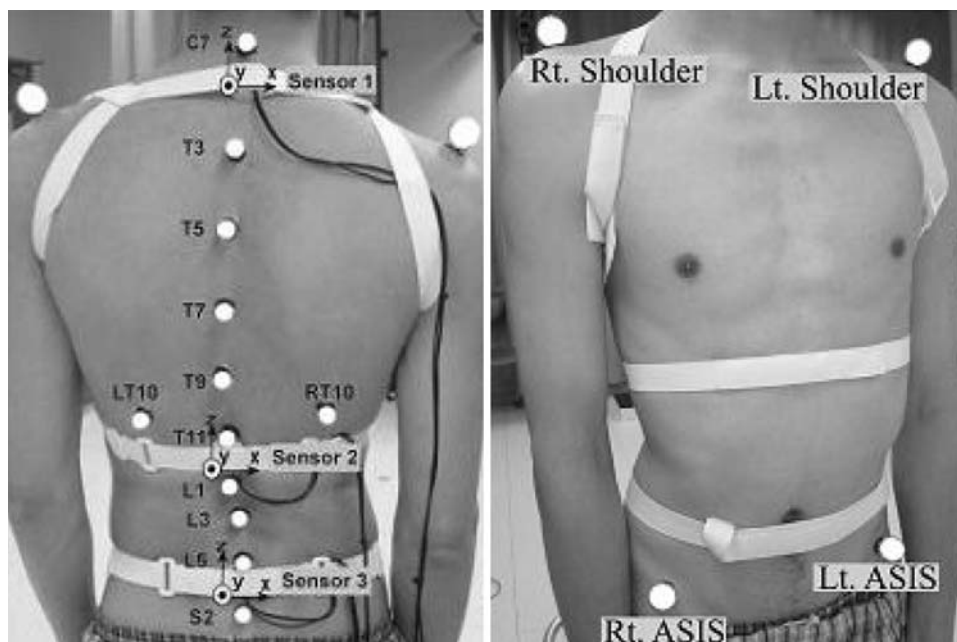 C7
z
y x Sensor 1
T3
T5
T7
T9
LT10 RT10
T11
z
y x Sensor 2
L1
L3
L5
z
y x Sensor 3
S2
Rt. Shoulder
Lt. Shoulder
Lt. ASIS
Rt. ASIS